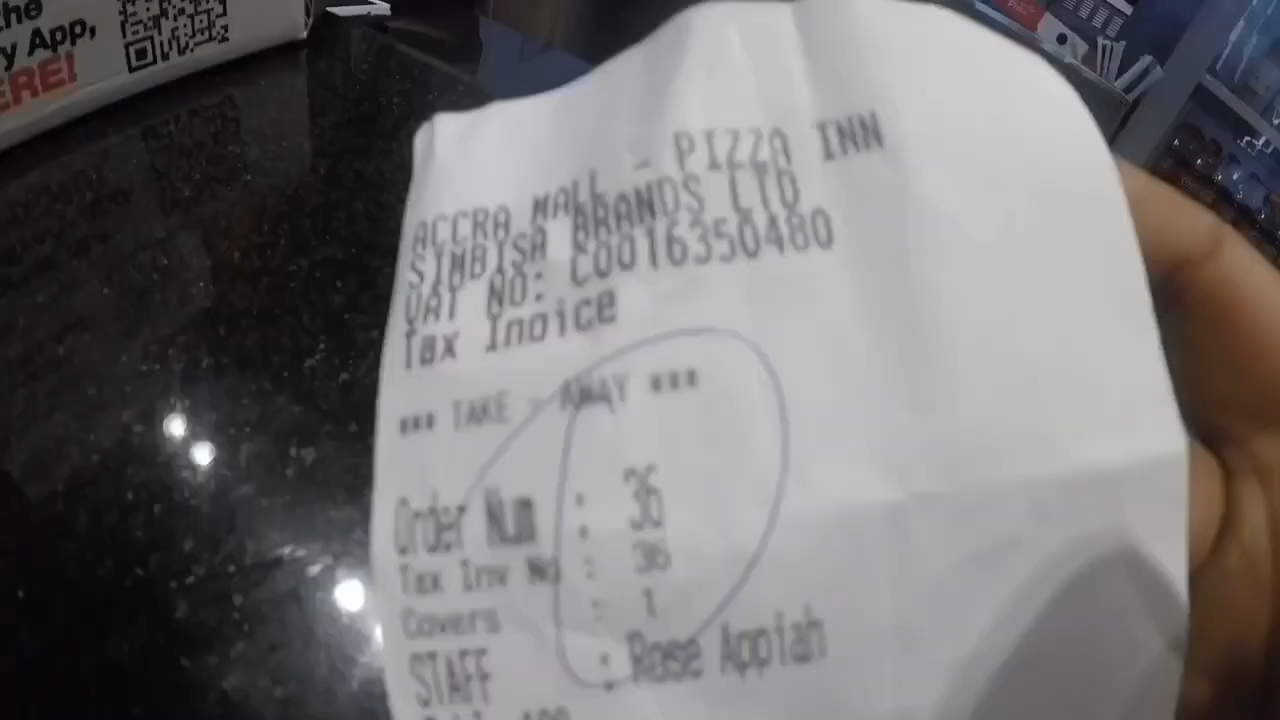 the
y App,
ERE!
ACCRA MALL - PIZZA INN
SIMBISA BRANDS LTD
VAT NO: C0016350480
Tax Inoice
*** TAKE - AWAY ***
Order Num : 36
Tax Inv No : 36
Covers : 1
STAFF : Rose Appiah